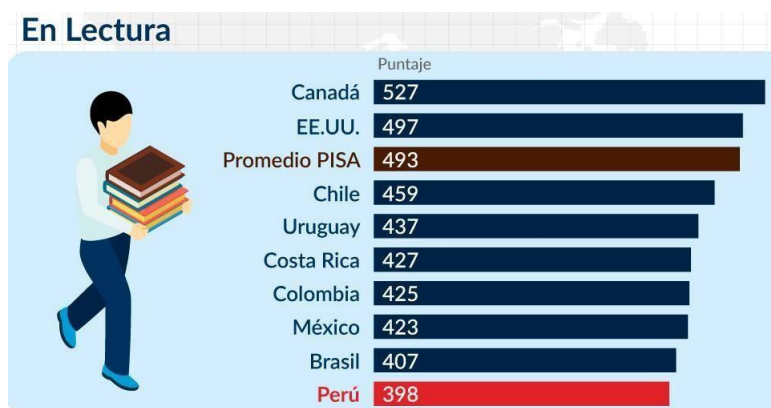 En Lectura
Puntaje
Canadá 527
EE.UU. 497
Promedio PISA 493
Chile 459
Uruguay 437
Costa Rica 427
Colombia 425
México 423
Brasil 407
Perú 398